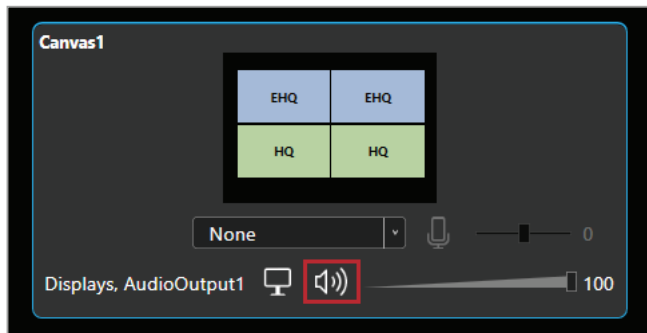 Canvas1
EHQ EHQ
HQ HQ
None
0
Displays, AudioOutput1
100